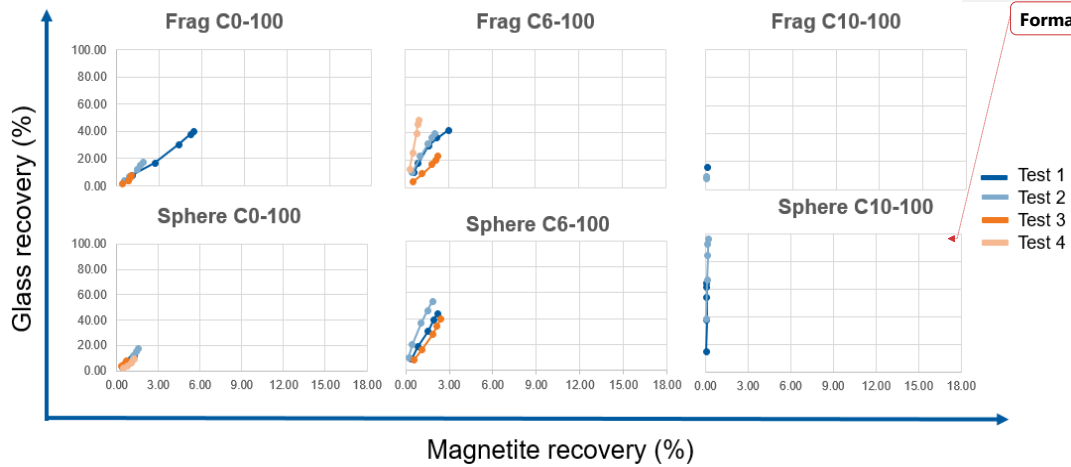 Frag C0-100
Frag C6-100
Frag C10-100
Forma
100.00
80.00
60.00
40.00
20.00
0.00
Glass recovery (%)
Test 1
Test 2
Test 3
Test 4
Sphere C0-100
Sphere C6-100
Sphere C10-100
100.00
80.00
60.00
40.00
20.00
0.00
0.00 3.00 6.00 9.00 12.00 15.00 18.00
0.00 3.00 6.00 9.00 12.00 15.00 18.00
0.00 3.00 6.00 9.00 12.00 15.00 18.00
Magnetite recovery (%)